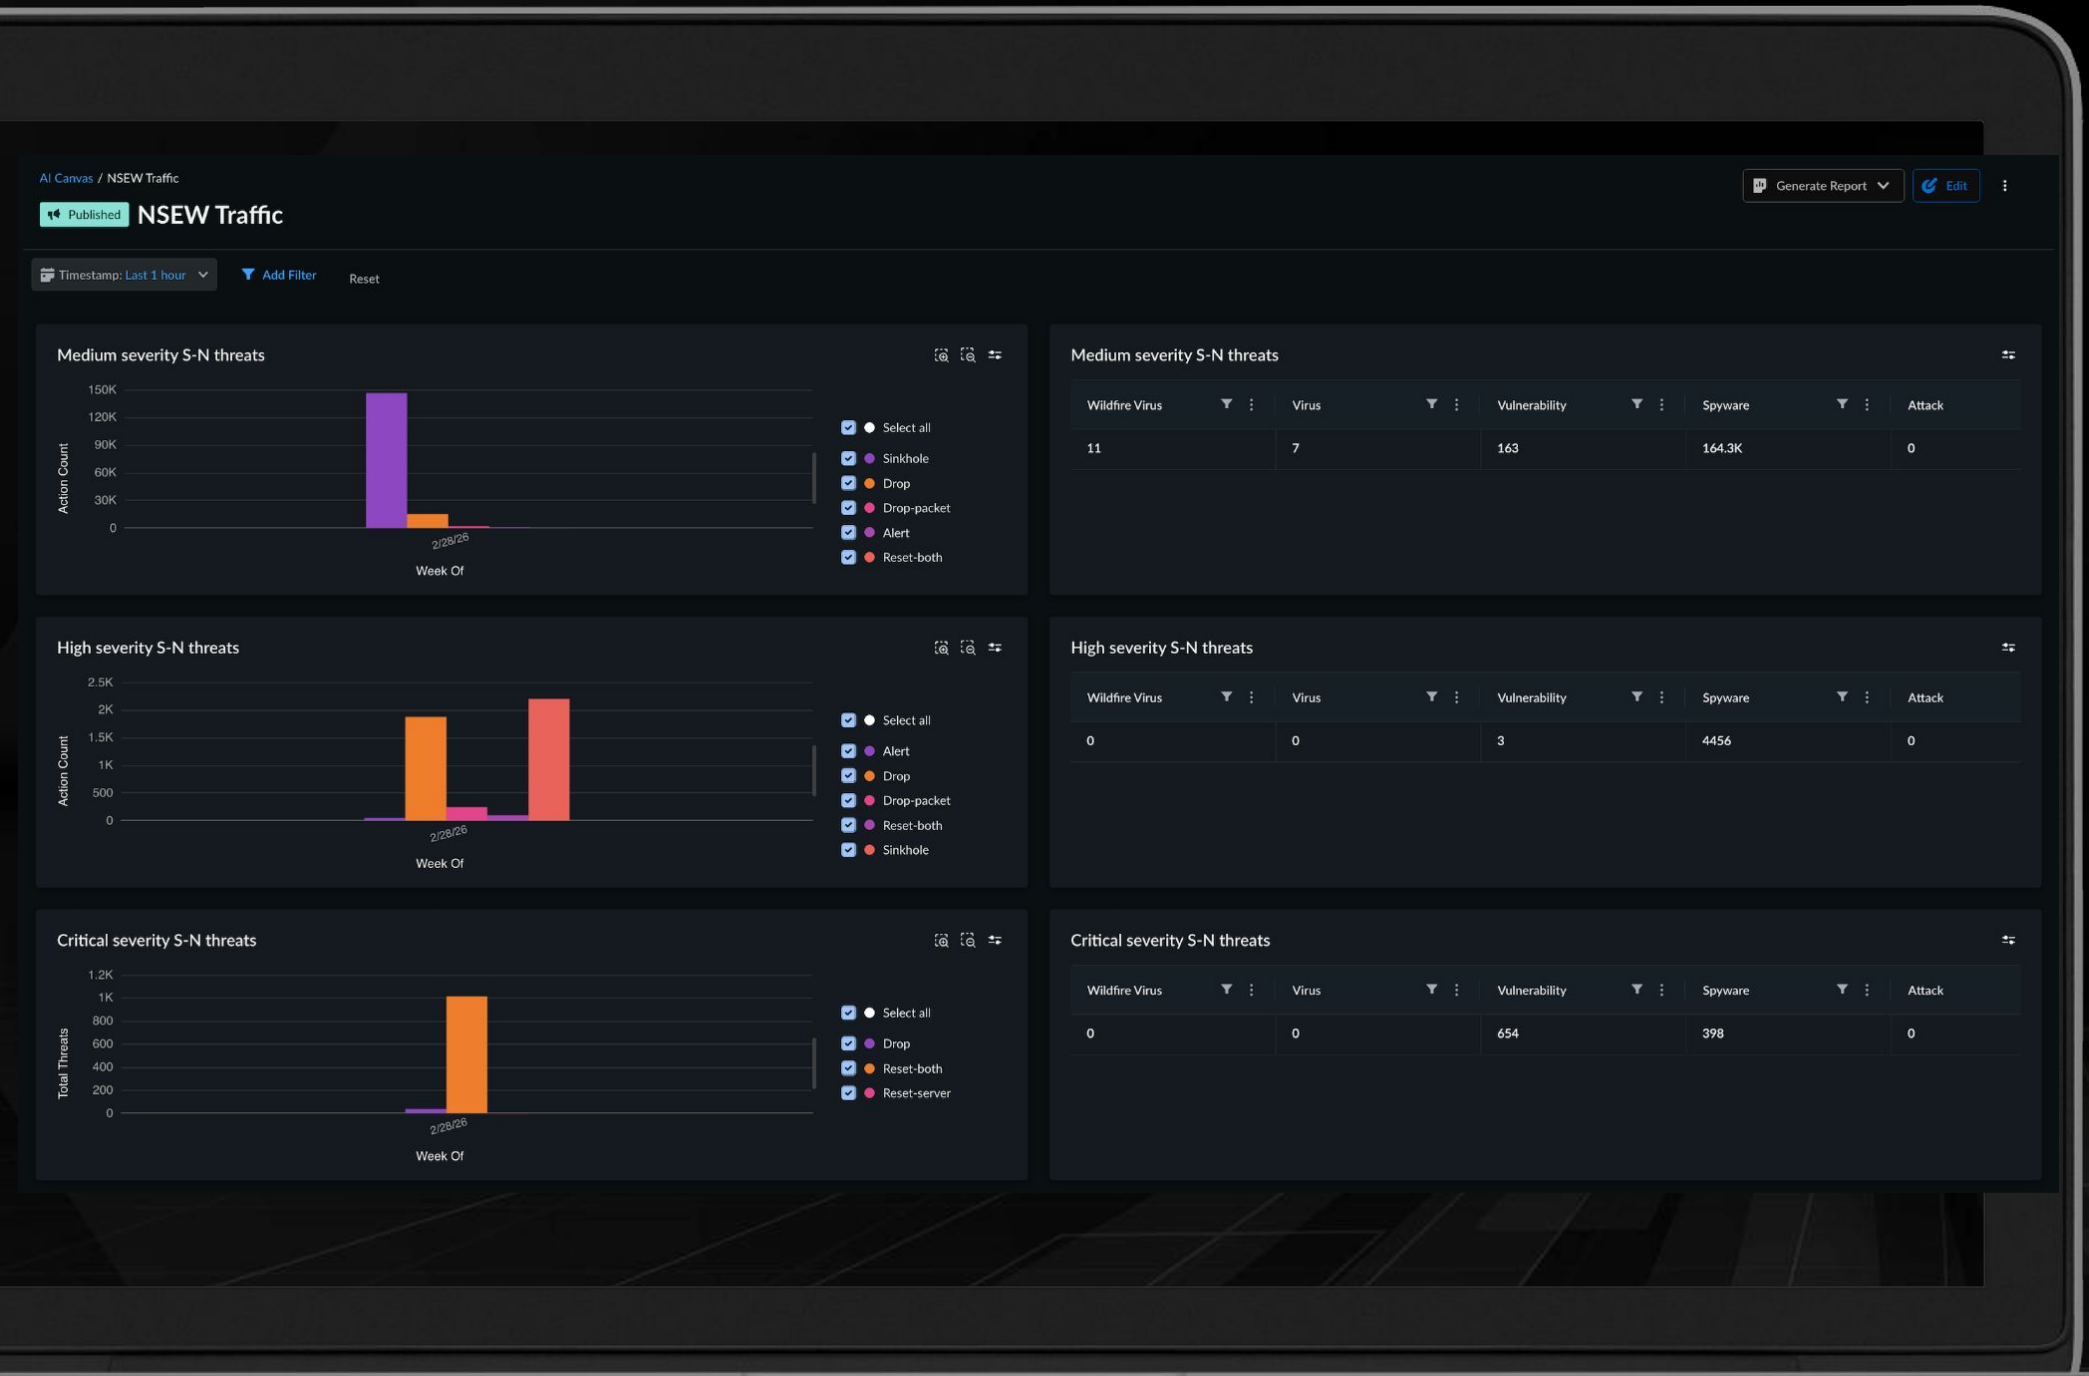 AI Canvas / NSEW Traffic
Generate Report
Edit
Published
NSEW Traffic
Timestamp: Last 1 hour
Add Filter
Reset
Medium severity S-N threats
150K
120K
90K
60K
30K
0
Action Count
2/28/26
Week Of
Select all
Sinkhole
Drop
Drop-packet
Alert
Reset-both
Medium severity S-N threats
Wildfire Virus Virus Vulnerability Spyware Attack
11 7 163 164.3K 0
High severity S-N threats
2.5K
2K
1.5K
1K
500
0
Action Count
2/28/26
Week Of
Select all
Alert
Drop
Drop-packet
Reset-both
Sinkhole
High severity S-N threats
Wildfire Virus Virus Vulnerability Spyware Attack
0 0 3 4456 0
Critical severity S-N threats
1.2K
1K
800
600
400
200
0
Total Threats
2/28/26
Week Of
Select all
Drop
Reset-both
Reset-server
Critical severity S-N threats
Wildfire Virus Virus Vulnerability Spyware Attack
0 0 654 398 0